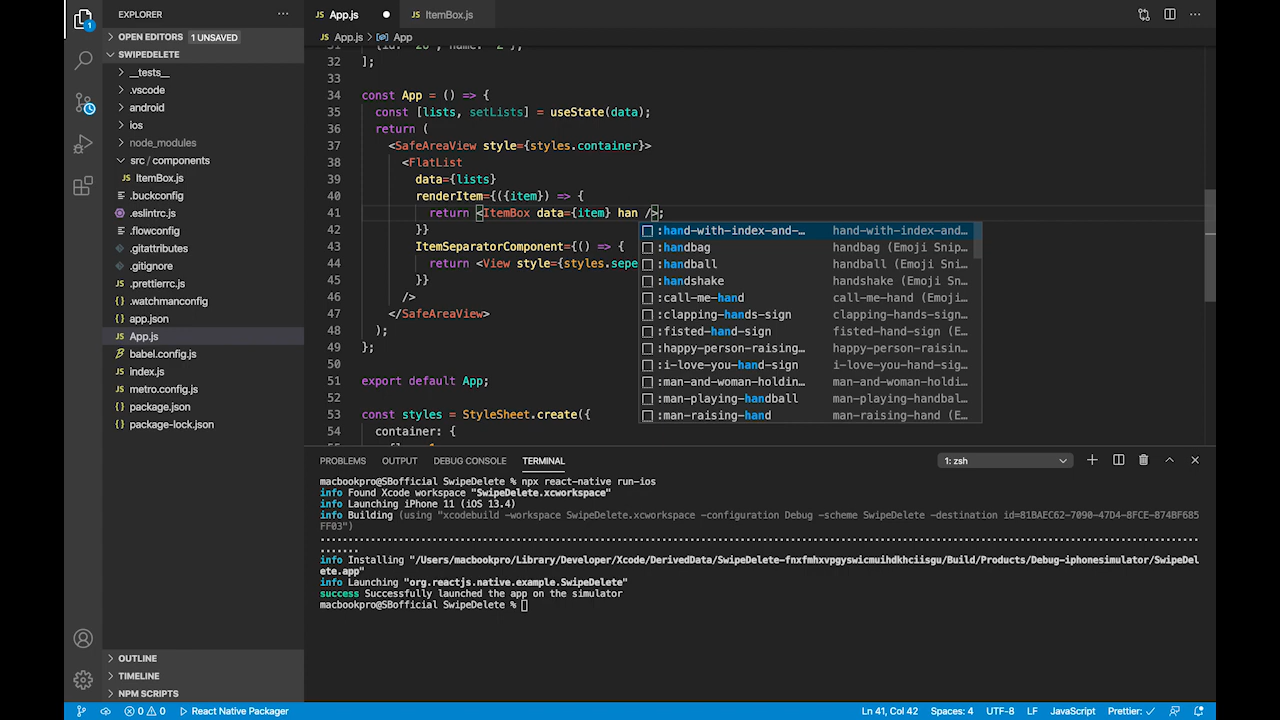 EXPLORER
OPEN EDITORS 1 UNSAVED
SWIPEDELETE
__tests__
.vscode
android
ios
node_modules
src / components
JS ItemBox.js
.buckconfig
.eslintrc.js
.flowconfig
.gitattributes
.gitignore
.prettierrc.js
{} .watchmanconfig
{} app.json
JS App.js
babel.config.js
JS index.js
JS metro.config.js
{} package.json
{} package-lock.json
OUTLINE
TIMELINE
NPM SCRIPTS
1
JS App.js
JS ItemBox.js
JS App.js > App
32 ];
33
34 const App = () => {
35 const [lists, setLists] = useState(data);
36 return (
37 <SafeAreaView style={styles.container}>
38 <FlatList
39 data={lists}
40 renderItem={({item}) => {
41 return <ItemBox data={item} han />;
42 }}
43 ItemSeparatorComponent={() => {
44 return <View style={styles.sepe
45 }}
46 />
47 </SafeAreaView>
48 );
49 };
50
51 export default App;
52
53 const styles = StyleSheet.create({
54 container: {
:hand-with-index-and-… hand-with-index-and…
:handbag handbag (Emoji Snip…
:handball handball (Emoji Sni…
:handshake handshake (Emoji Sn…
:call-me-hand call-me-hand (Emoji…
:clapping-hands-sign clapping-hands-sign…
:fisted-hand-sign fisted-hand-sign (E…
:happy-person-raising… happy-person-raisin…
:i-love-you-hand-sign i-love-you-hand-sig…
:man-and-woman-holdin… man-and-woman-holdi…
:man-playing-handball man-playing-handbal…
:man-raising-hand man-raising-hand (E…
PROBLEMS OUTPUT DEBUG CONSOLE TERMINAL
1: zsh
macbookpro@SBofficial SwipeDelete % npx react-native run-ios
info Found Xcode workspace "SwipeDelete.xcworkspace"
info Launching iPhone 11 (iOS 13.4)
info Building (using "xcodebuild -workspace SwipeDelete.xcworkspace -configuration Debug -scheme SwipeDelete -destination id=81BAEC62-7090-47D4-8FCE-874BF685
FF03")
info Installing "/Users/macbookpro/Library/Developer/Xcode/DerivedData/SwipeDelete-fnxfmhxvpgyswicmuihdkhciisgu/Build/Products/Debug-iphonesimulator/SwipeDel
ete.app"
info Launching "org.reactjs.native.example.SwipeDelete"
success Successfully launched the app on the simulator
macbookpro@SBofficial SwipeDelete %
0 0 React Native Packager
Ln 41, Col 42 Spaces: 4 UTF-8 LF JavaScript Prettier: ✓